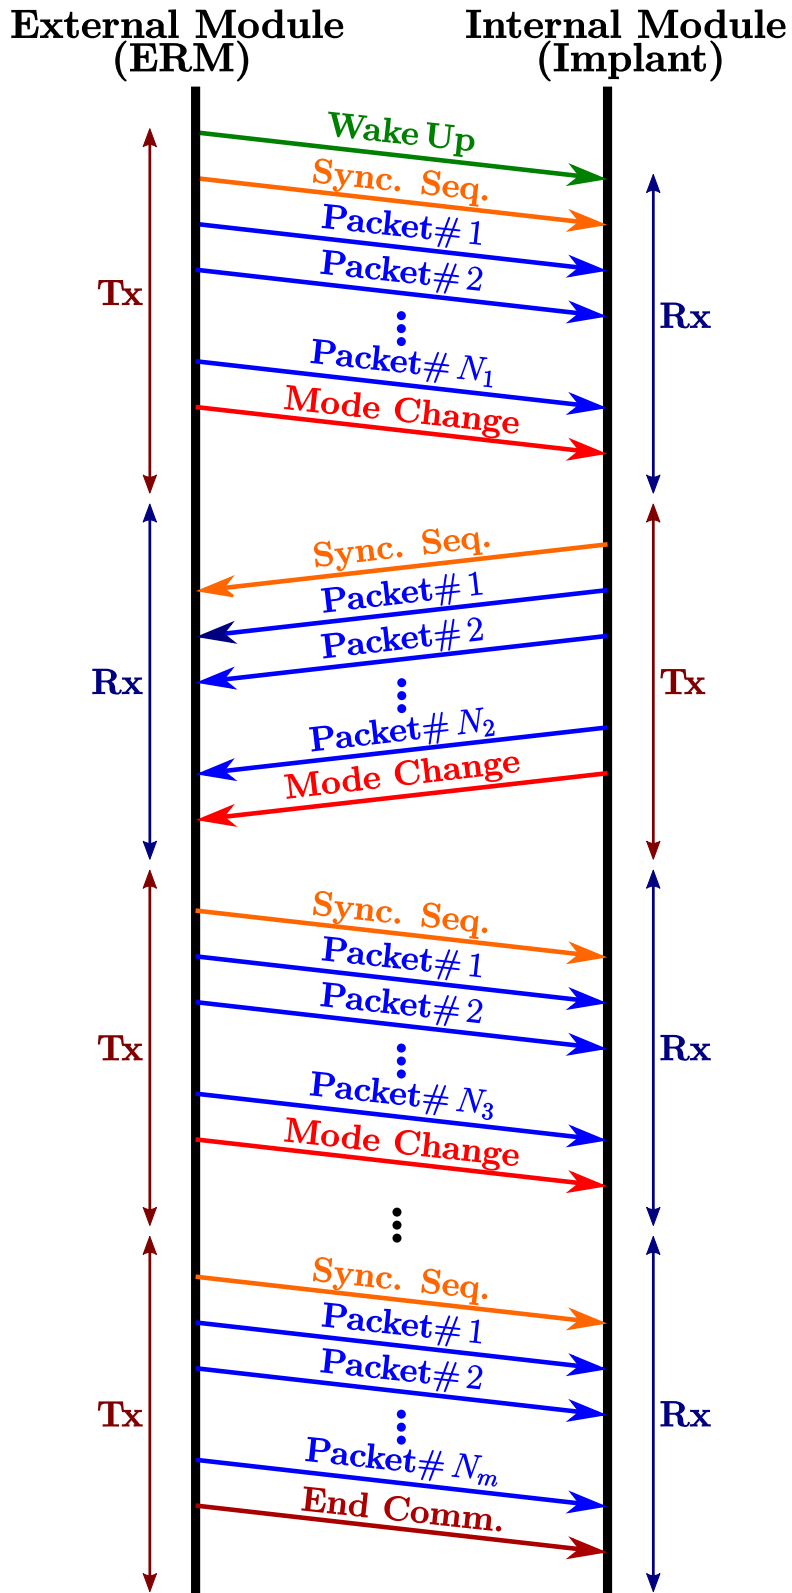 External Module
(ERM)
Internal Module
(Implant)
Wake Up
Sync. Seq.
Packet# 1
Packet# 2
Packet# N₁
Mode Change
Tx
Rx
Sync. Seq.
Packet# 1
Packet# 2
Packet# N₂
Mode Change
Rx
Tx
Sync. Seq.
Packet# 1
Packet# 2
Packet# N₃
Mode Change
Tx
Rx
Sync. Seq.
Packet# 1
Packet# 2
Packet# Nₘ
End Comm.
Tx
Rx